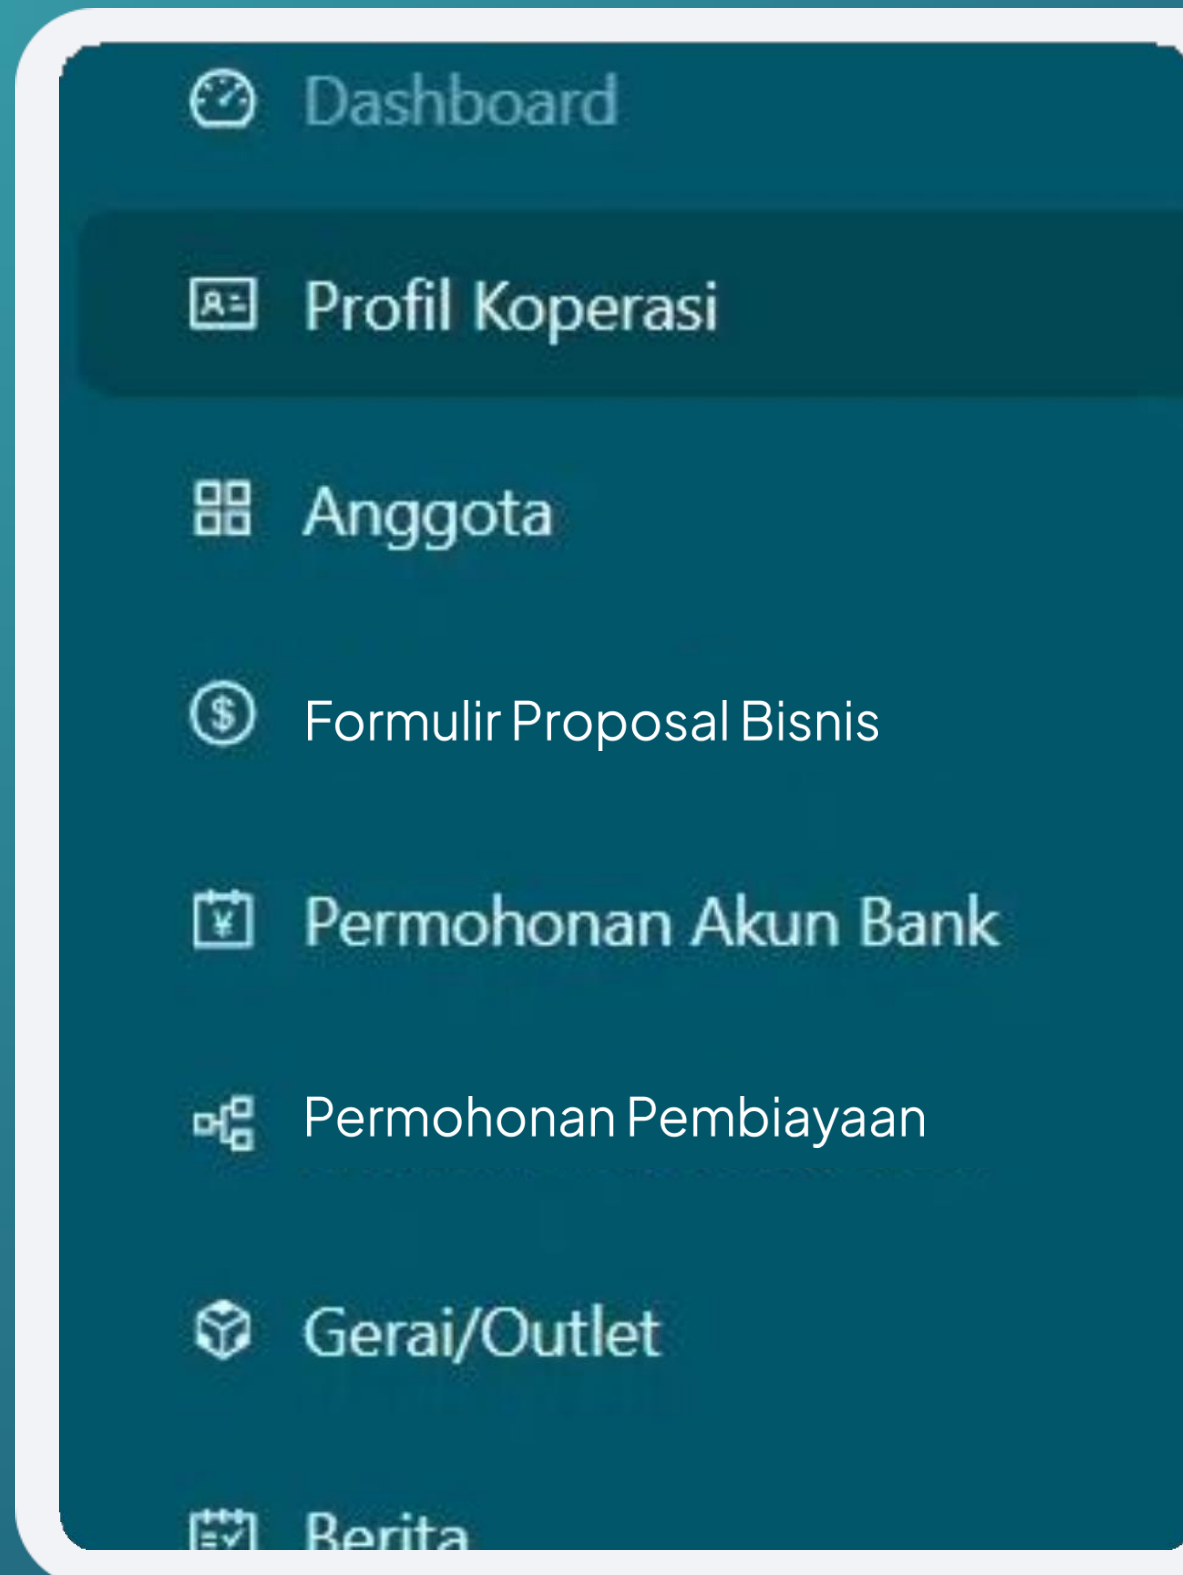 Dashboard
Profil Koperasi
Anggota
Formulir Proposal Bisnis
Permohonan Akun Bank
Permohonan Pembiayaan
Gerai/Outlet
Berita